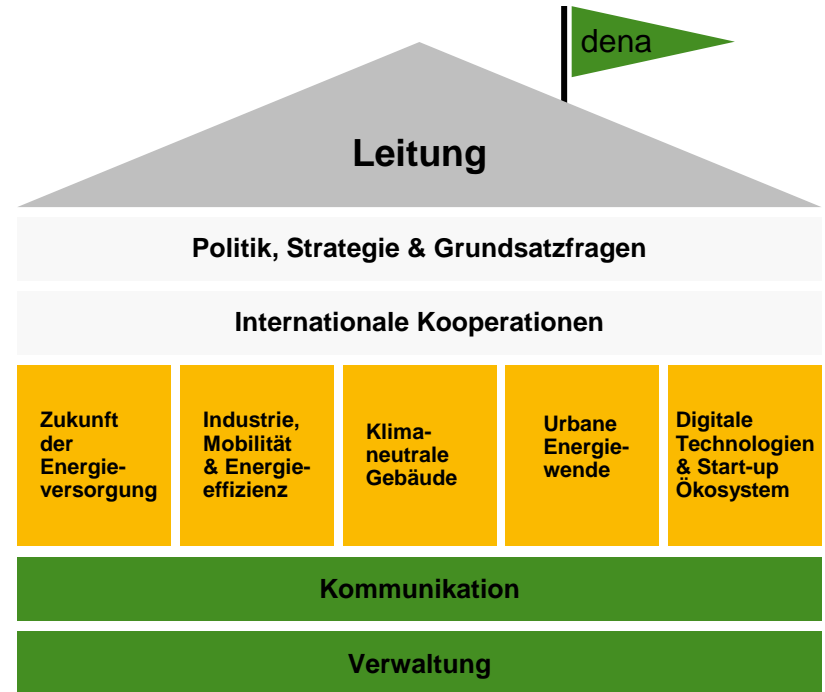 dena
Leitung
Politik, Strategie & Grundsatzfragen
Internationale Kooperationen
Zukunft
der
Energie-
versorgung
Industrie,
Mobilität
& Energie-
effizienz
Klima-
neutrale
Gebäude
Urbane
Energie-
wende
Digitale
Technologien
& Start-up
Ökosystem
Kommunikation
Verwaltung